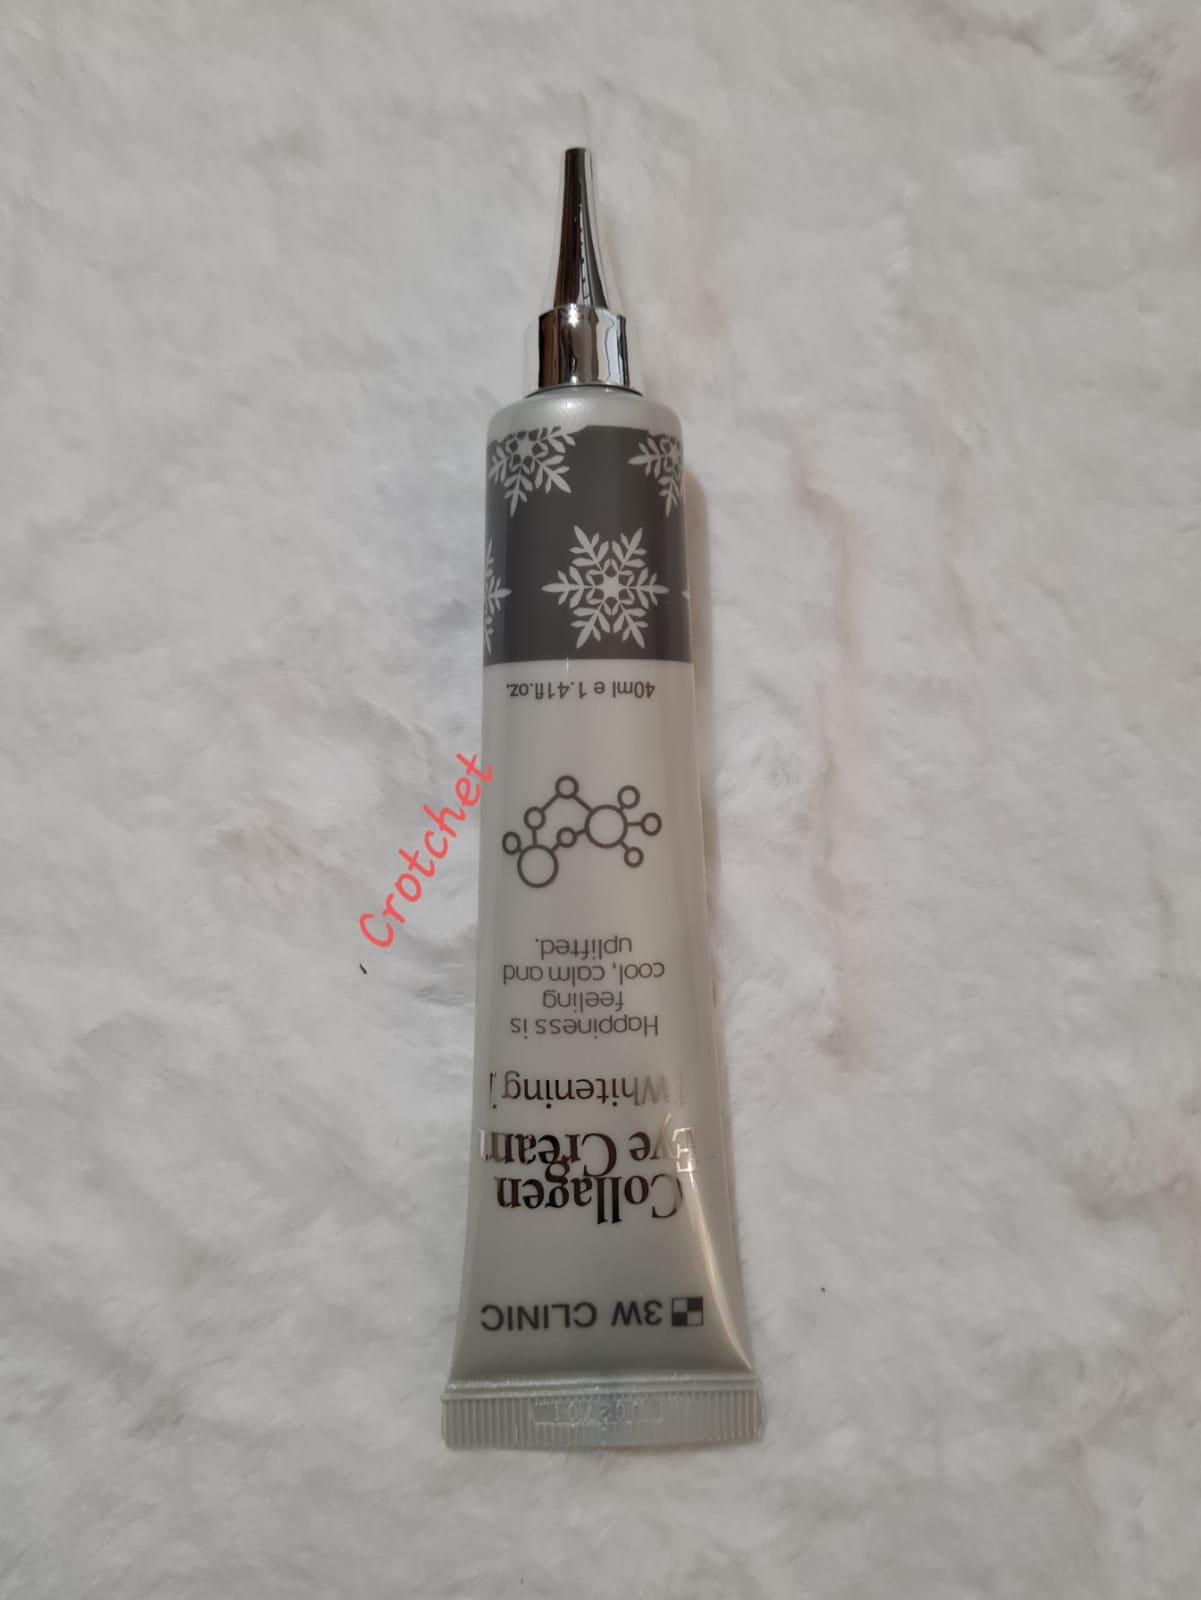 3W CLINIC
Collagen
Eye Cream
Whitening
Happiness is
feeling
cool, calm and
uplifted.
40ml e 1.41fl.oz.
Crotchet